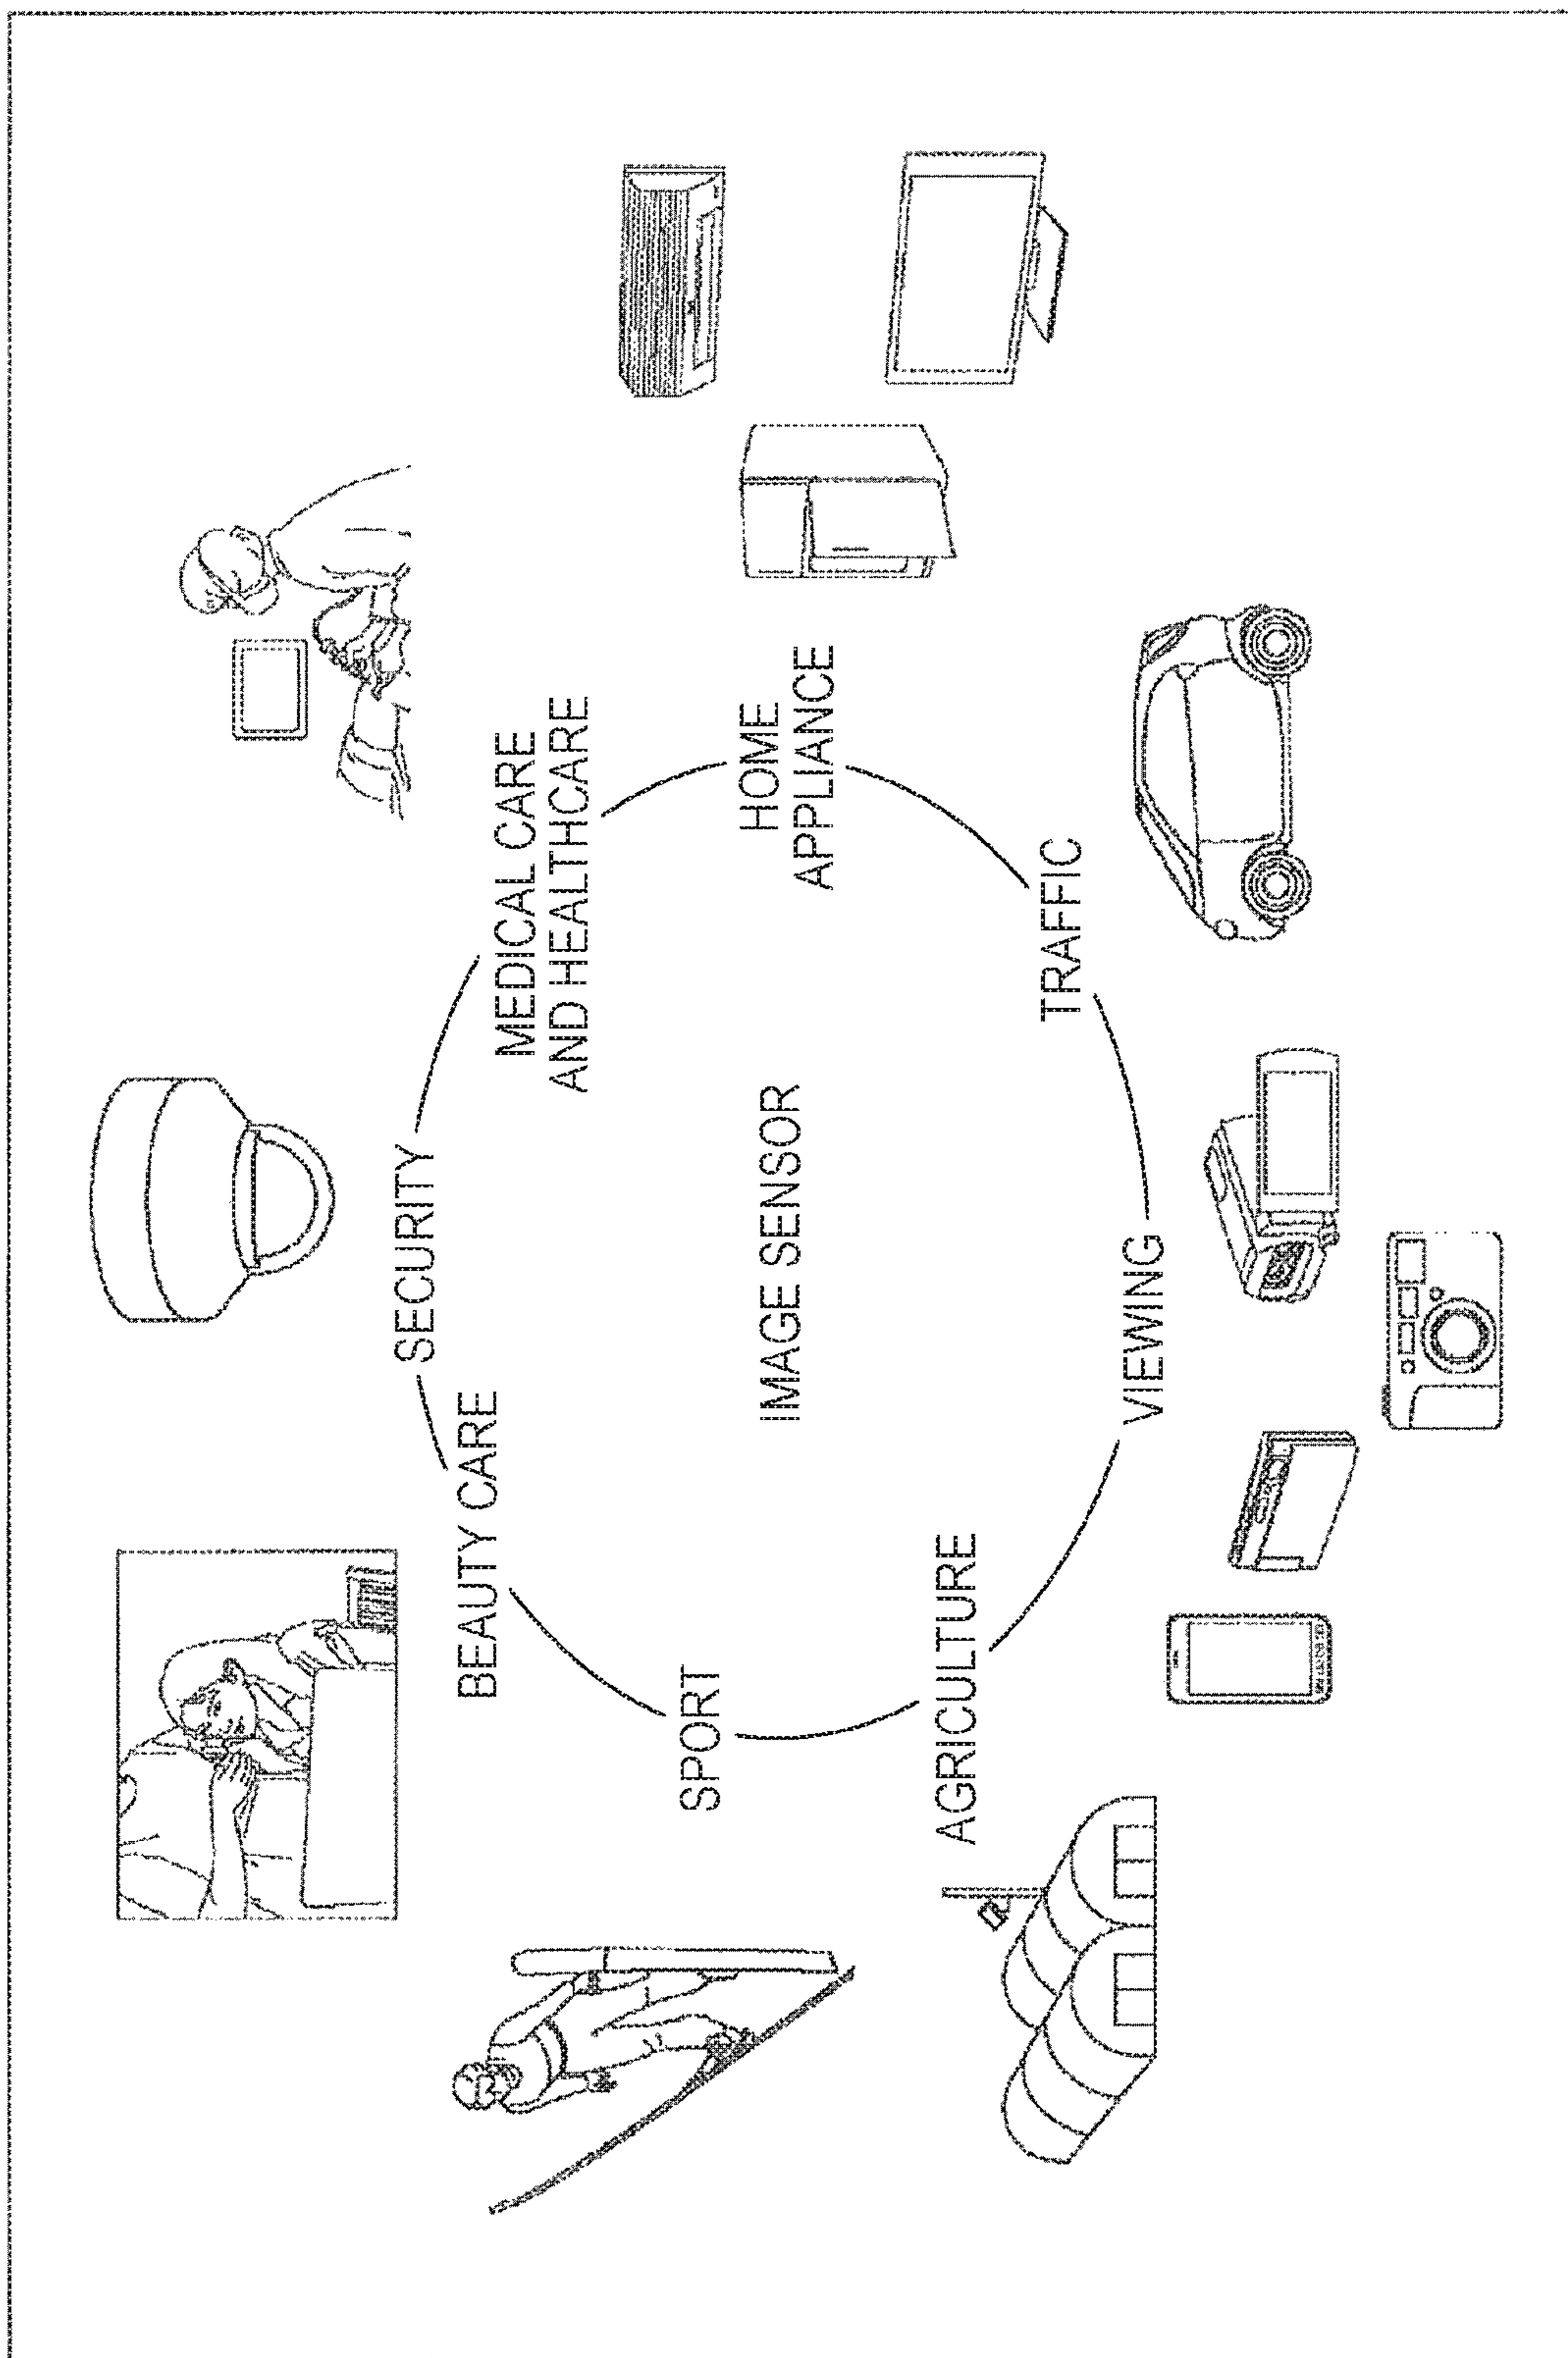 SECURITY
BEAUTY CARE
MEDICAL CARE
AND HEALTHCARE
SPORT
IMAGE SENSOR
HOME
APPLIANCE
AGRICULTURE
TRAFFIC
VIEWING